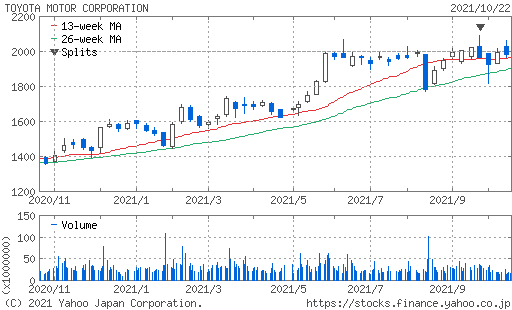 TOYOTA MOTOR CORPORATION 2021/10/22
2200
2000
1800
1600
1400
1200
13-week MA
26-week MA
Splits
2020/11 2021/1 2021/3 2021/5 2021/7 2021/9
150
100
50
0
(x1000000)
Volume
2020/11 2021/1 2021/3 2021/5 2021/7 2021/9
(C) 2021 Yahoo Japan Corporation. https://stocks.finance.yahoo.co.jp